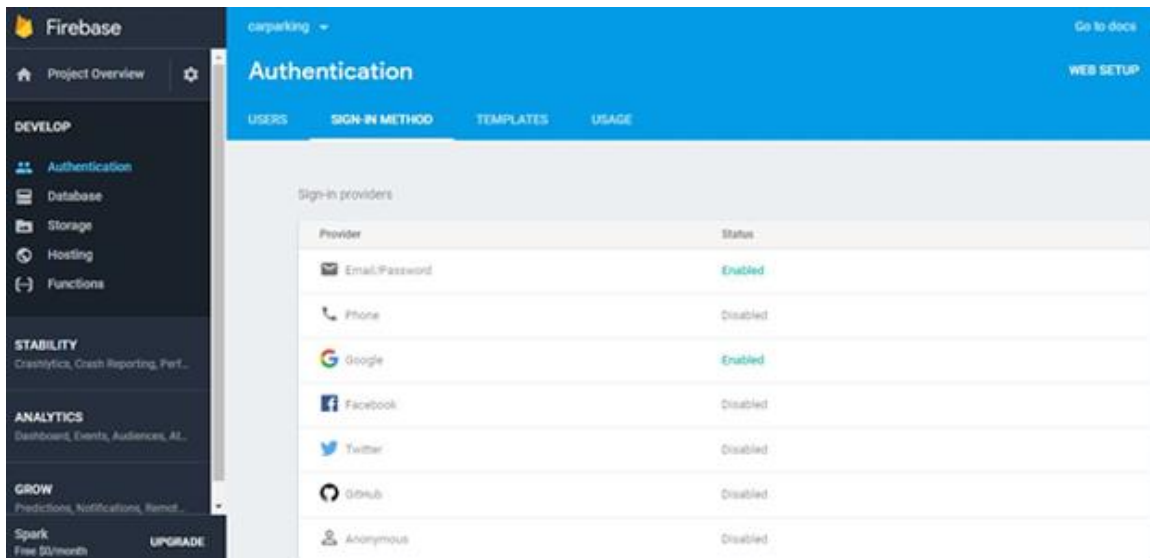 Firebase
carparking
Go to docs
Project Overview
Authentication
WEB SETUP
DEVELOP
USERS SIGN-IN METHOD TEMPLATES USAGE
Authentication
Database
Storage
Hosting
Functions
STABILITY
Crashlytics, Crash Reporting, Perf...
ANALYTICS
Dashboard, Events, Audiences, At...
GROW
Predictions, Notifications, Remot...
Spark
Free $0/month
UPGRADE
Sign-in providers
Provider Status
Email/Password Enabled
Phone Disabled
Google Enabled
Facebook Disabled
Twitter Disabled
GitHub Disabled
Anonymous Disabled